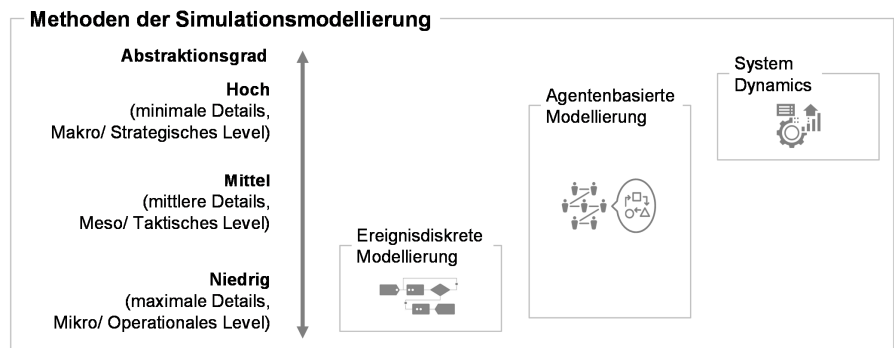 Methoden der Simulationsmodellierung
Abstraktionsgrad
Hoch
(minimale Details,
Makro/ Strategisches Level)
Mittel
(mittlere Details,
Meso/ Taktisches Level)
Niedrig
(maximale Details,
Mikro/ Operationales Level)
Ereignisdiskrete
Modellierung
Agentenbasierte
Modellierung
System
Dynamics